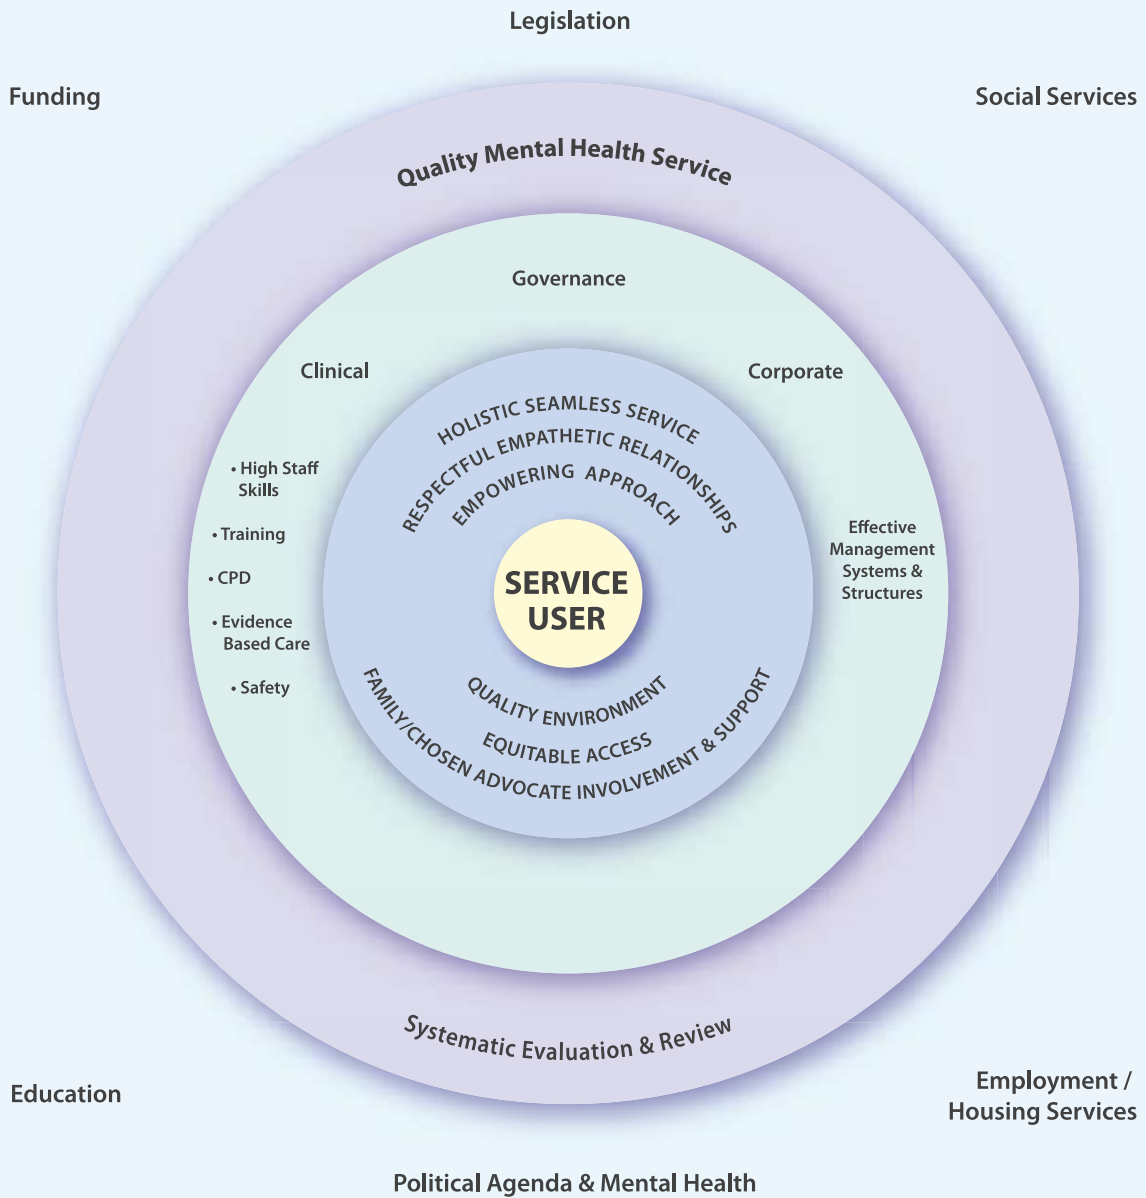 Legislation
Funding
Social Services
Quality Mental Health Service
Governance
Clinical
Corporate
HOLISTIC SEAMLESS SERVICE
RESPECTFUL EMPATHETIC RELATIONSHIPS
EMPOWERING APPROACH
• High Staff
Skills
• Training
• CPD
• Evidence
Based Care
• Safety
Effective
Management
Systems &
Structures
SERVICE
USER
QUALITY ENVIRONMENT
EQUITABLE ACCESS
FAMILY/CHOSEN ADVOCATE INVOLVEMENT & SUPPORT
Systematic Evaluation & Review
Education
Employment /
Housing Services
Political Agenda & Mental Health